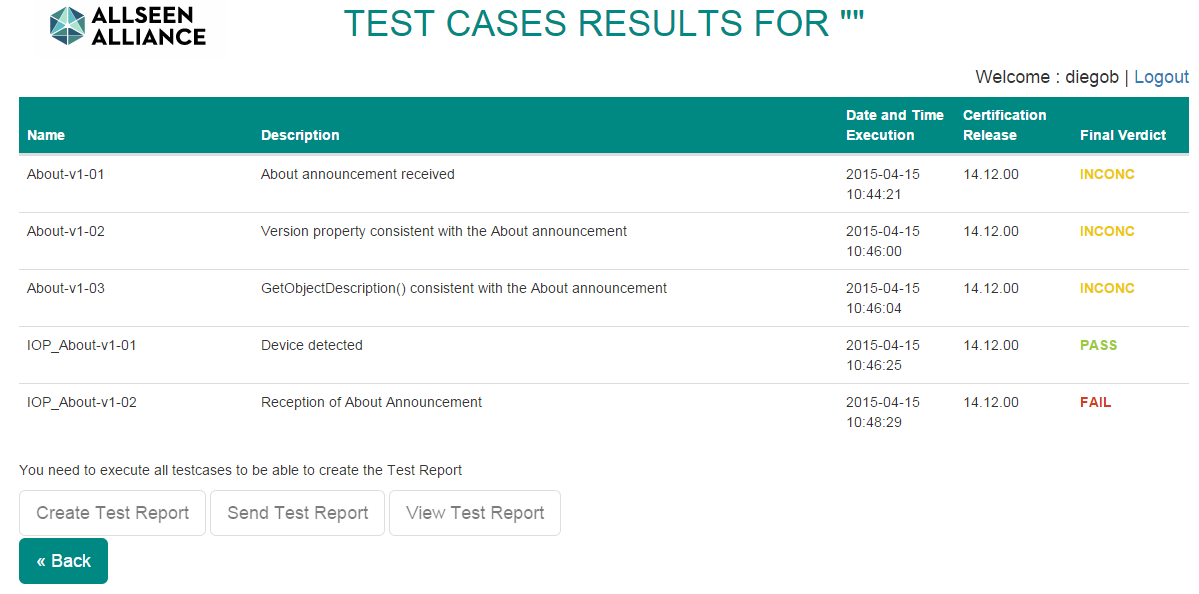 ALLSEEN
ALLIANCE
TEST CASES RESULTS FOR ""
Welcome : diegob | Logout
Name Description Date and Time Execution Certification Release Final Verdict
About-v1-01 About announcement received 2015-04-15 10:44:21 14.12.00 INCONC
About-v1-02 Version property consistent with the About announcement 2015-04-15 10:46:00 14.12.00 INCONC
About-v1-03 GetObjectDescription() consistent with the About announcement 2015-04-15 10:46:04 14.12.00 INCONC
IOP_About-v1-01 Device detected 2015-04-15 10:46:25 14.12.00 PASS
IOP_About-v1-02 Reception of About Announcement 2015-04-15 10:48:29 14.12.00 FAIL
You need to execute all testcases to be able to create the Test Report
Create Test Report Send Test Report View Test Report
« Back